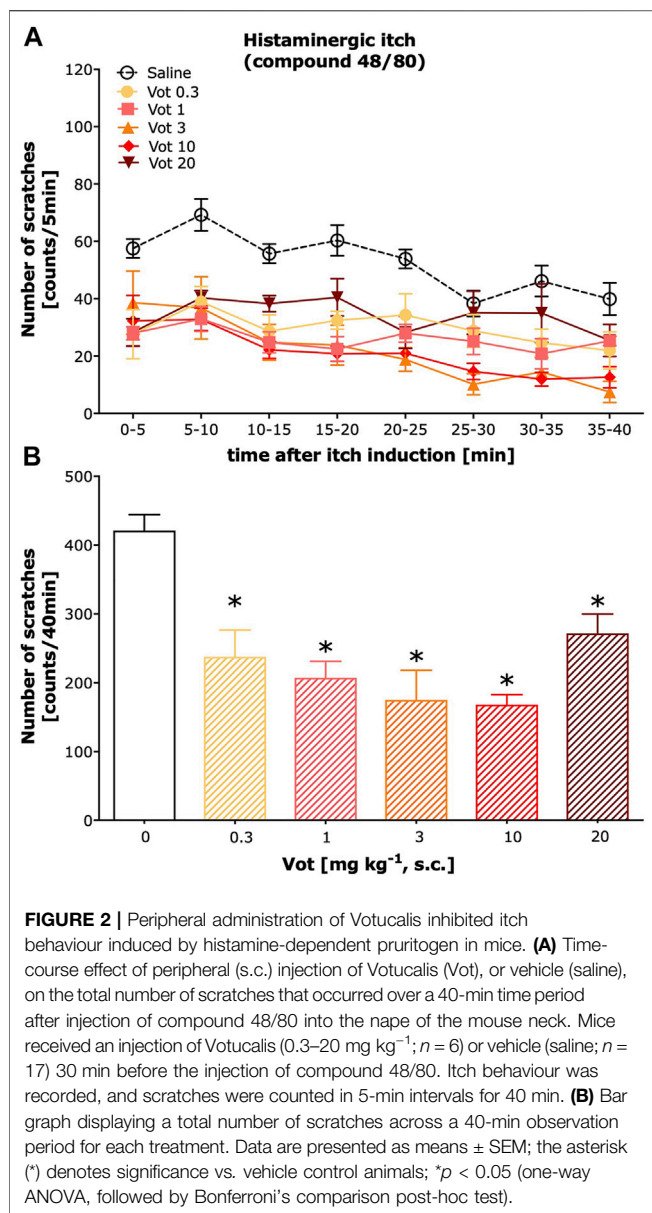 A
Histaminergic itch
(compound 48/80)
Number of scratches
[counts/5min]
120
100
80
60
40
20
0
Saline
Vot 0.3
Vot 1
Vot 3
Vot 10
Vot 20
0-5 5-10 10-15 15-20 20-25 25-30 30-35 35-40
time after itch induction [min]
B
Number of scratches
[counts/40min]
500
400
300
200
100
0
* * * * *
0 0.3 1 3 10 20
Vot [mg kg⁻¹, s.c.]
FIGURE 2 | Peripheral administration of Votucalis inhibited itch
behaviour induced by histamine-dependent pruritogen in mice. (A) Time-
course effect of peripheral (s.c.) injection of Votucalis (Vot), or vehicle (saline),
on the total number of scratches that occurred over a 40-min time period
after injection of compound 48/80 into the nape of the mouse neck. Mice
received an injection of Votucalis (0.3–20 mg kg⁻¹; n = 6) or vehicle (saline; n =
17) 30 min before the injection of compound 48/80. Itch behaviour was
recorded, and scratches were counted in 5-min intervals for 40 min. (B) Bar
graph displaying a total number of scratches across a 40-min observation
period for each treatment. Data are presented as means ± SEM; the asterisk
(*) denotes significance vs. vehicle control animals; *p < 0.05 (one-way
ANOVA, followed by Bonferroni's comparison post-hoc test).